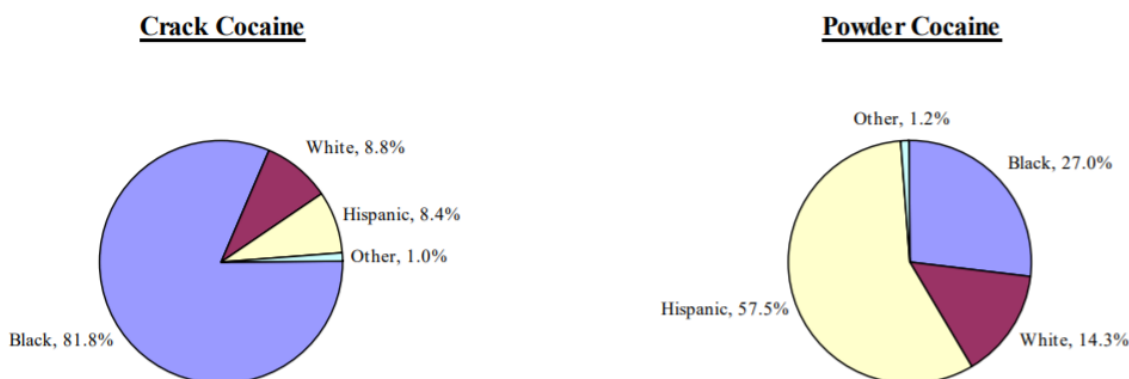 Crack Cocaine
White, 8.8%
Hispanic, 8.4%
Other, 1.0%
Black, 81.8%
Powder Cocaine
Other, 1.2%
Black, 27.0%
Hispanic, 57.5%
White, 14.3%